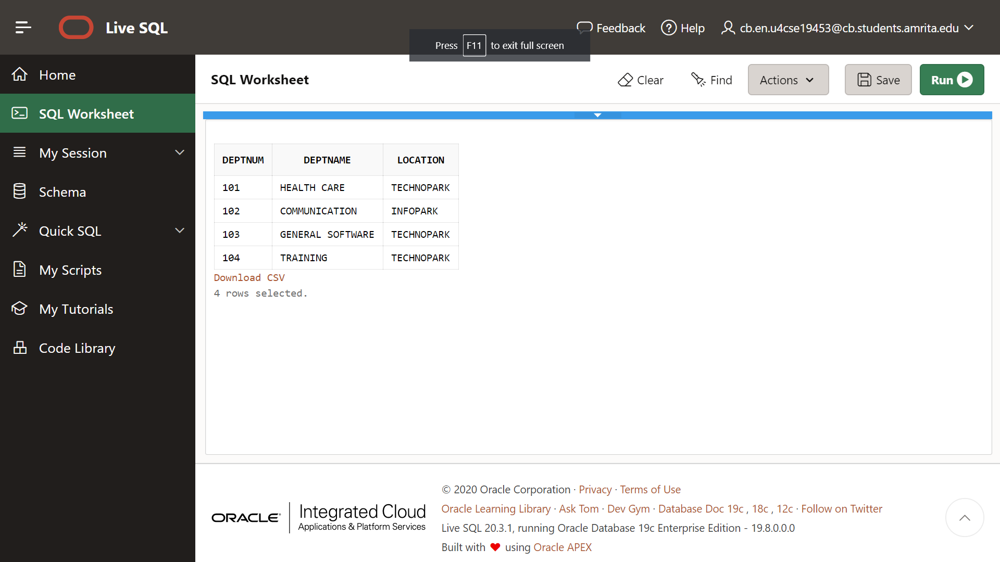 Live SQL
Feedback
Help
cb.en.u4cse19453@cb.students.amrita.edu
Press F11 to exit full screen
Home
SQL Worksheet
My Session
Schema
Quick SQL
My Scripts
My Tutorials
Code Library
SQL Worksheet
Clear
Find
Actions
Save
Run
DEPTNUM DEPTNAME LOCATION
101 HEALTH CARE TECHNOPARK
102 COMMUNICATION INFOPARK
103 GENERAL SOFTWARE TECHNOPARK
104 TRAINING TECHNOPARK
Download CSV
4 rows selected.
ORACLE
Integrated Cloud
Applications & Platform Services
© 2020 Oracle Corporation · Privacy · Terms of Use
Oracle Learning Library · Ask Tom · Dev Gym · Database Doc 19c , 18c , 12c · Follow on Twitter
Live SQL 20.3.1, running Oracle Database 19c Enterprise Edition - 19.8.0.0.0
Built with ❤ using Oracle APEX